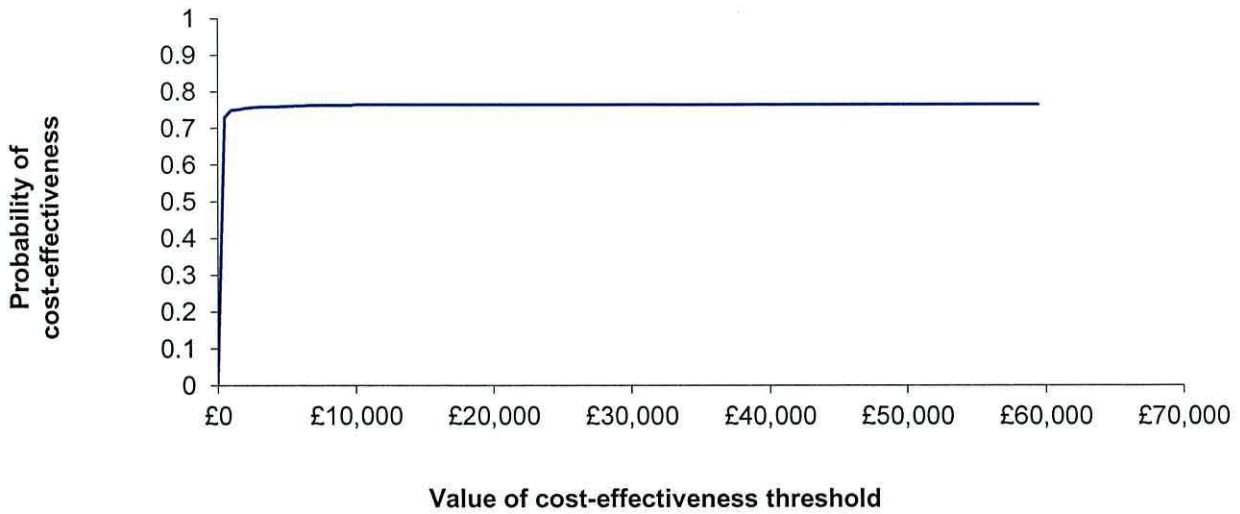 Probability of
cost-effectiveness
1
0.9
0.8
0.7
0.6
0.5
0.4
0.3
0.2
0.1
0
£0 £10,000 £20,000 £30,000 £40,000 £50,000 £60,000 £70,000
Value of cost-effectiveness threshold